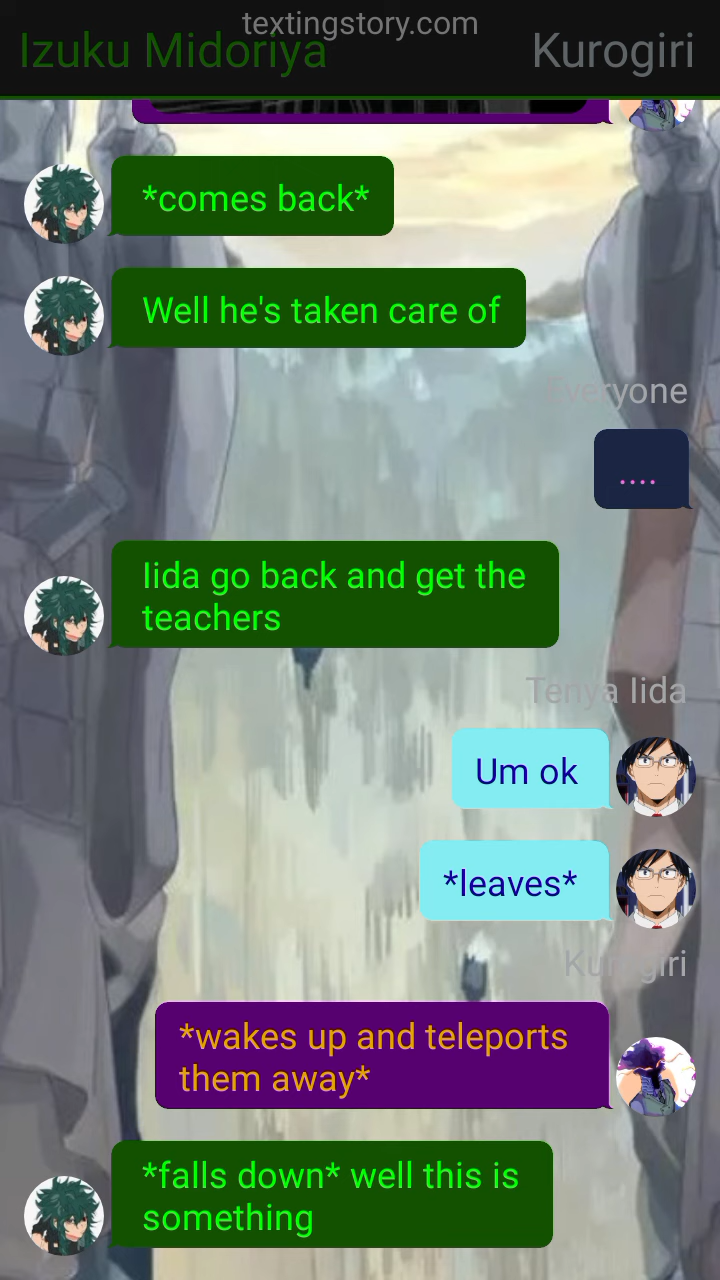 textingstory.com
Izuku Midoriya
Kurogiri
*comes back*
Well he's taken care of
Everyone
....
Iida go back and get the
teachers
Tenya Iida
Um ok
*leaves*
Kurogiri
*wakes up and teleports
them away*
*falls down* well this is
something